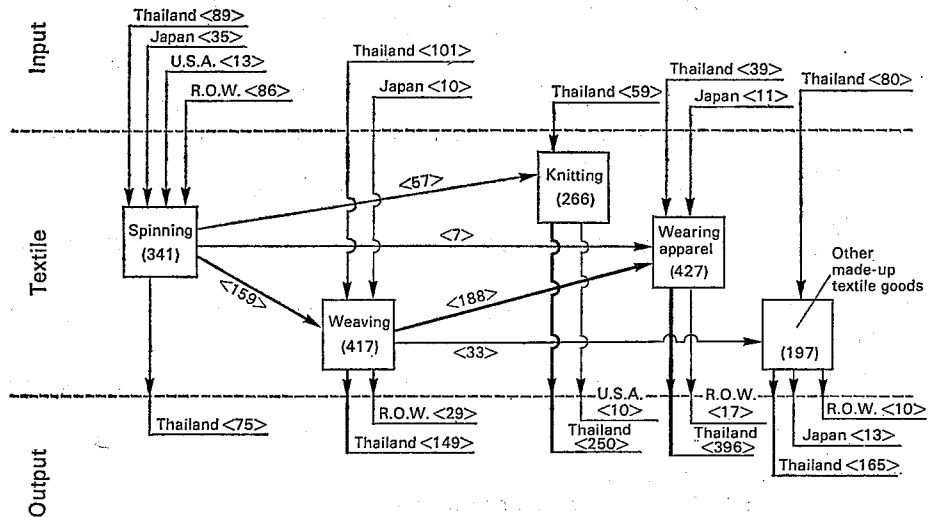 Input
Thailand <89>
Japan <35>
U.S.A. <13>
R.O.W. <86>
Thailand <101>
Japan <10>
Thailand <59>
Thailand <39>
Japan <11>
Thailand <80>
Textile
Spinning
(341)
<57>
<7>
<159>
Knitting
(266)
Wearing
apparel
(427)
Weaving
(417)
<188>
<33>
Other
made-up
textile goods
(197)
Output
Thailand <75>
R.O.W. <29>
Thailand <149>
U.S.A.
<10>
Thailand
<250>
R.O.W.
<17>
Thailand
<396>
R.O.W. <10>
Japan <13>
Thailand <165>